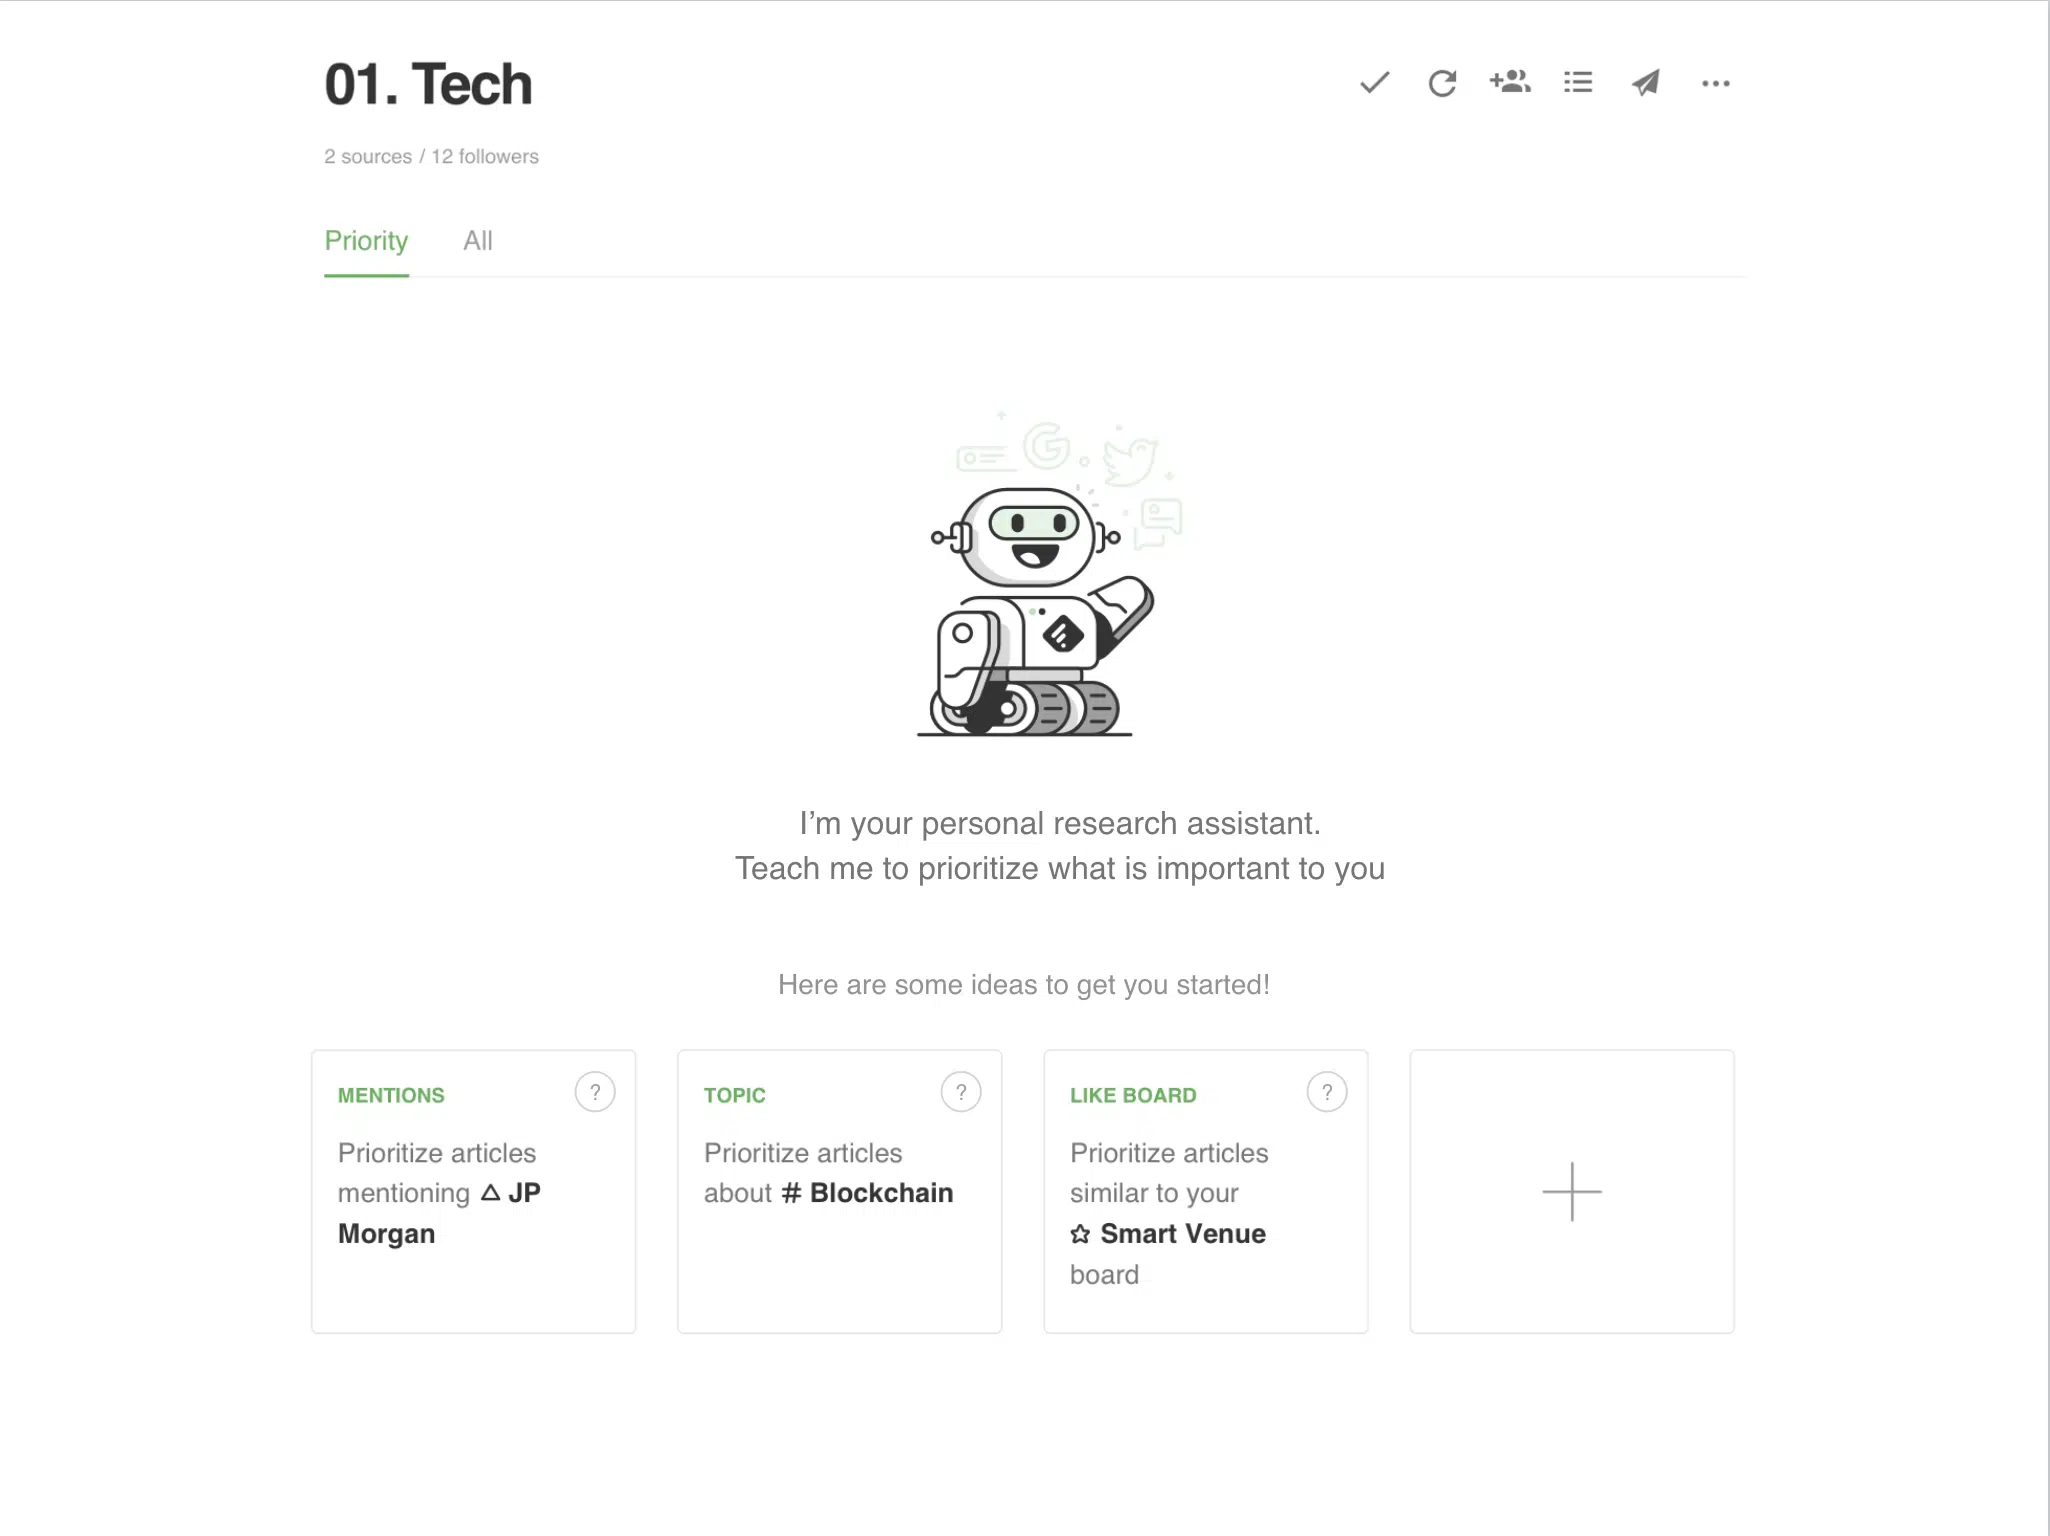 01. Tech
2 sources / 12 followers
Priority
All
I’m your personal research assistant.
Teach me to prioritize what is important to you
Here are some ideas to get you started!
MENTIONS
?
Prioritize articles
mentioning JP
Morgan
TOPIC
?
Prioritize articles
about # Blockchain
LIKE BOARD
?
Prioritize articles
similar to your
Smart Venue
board